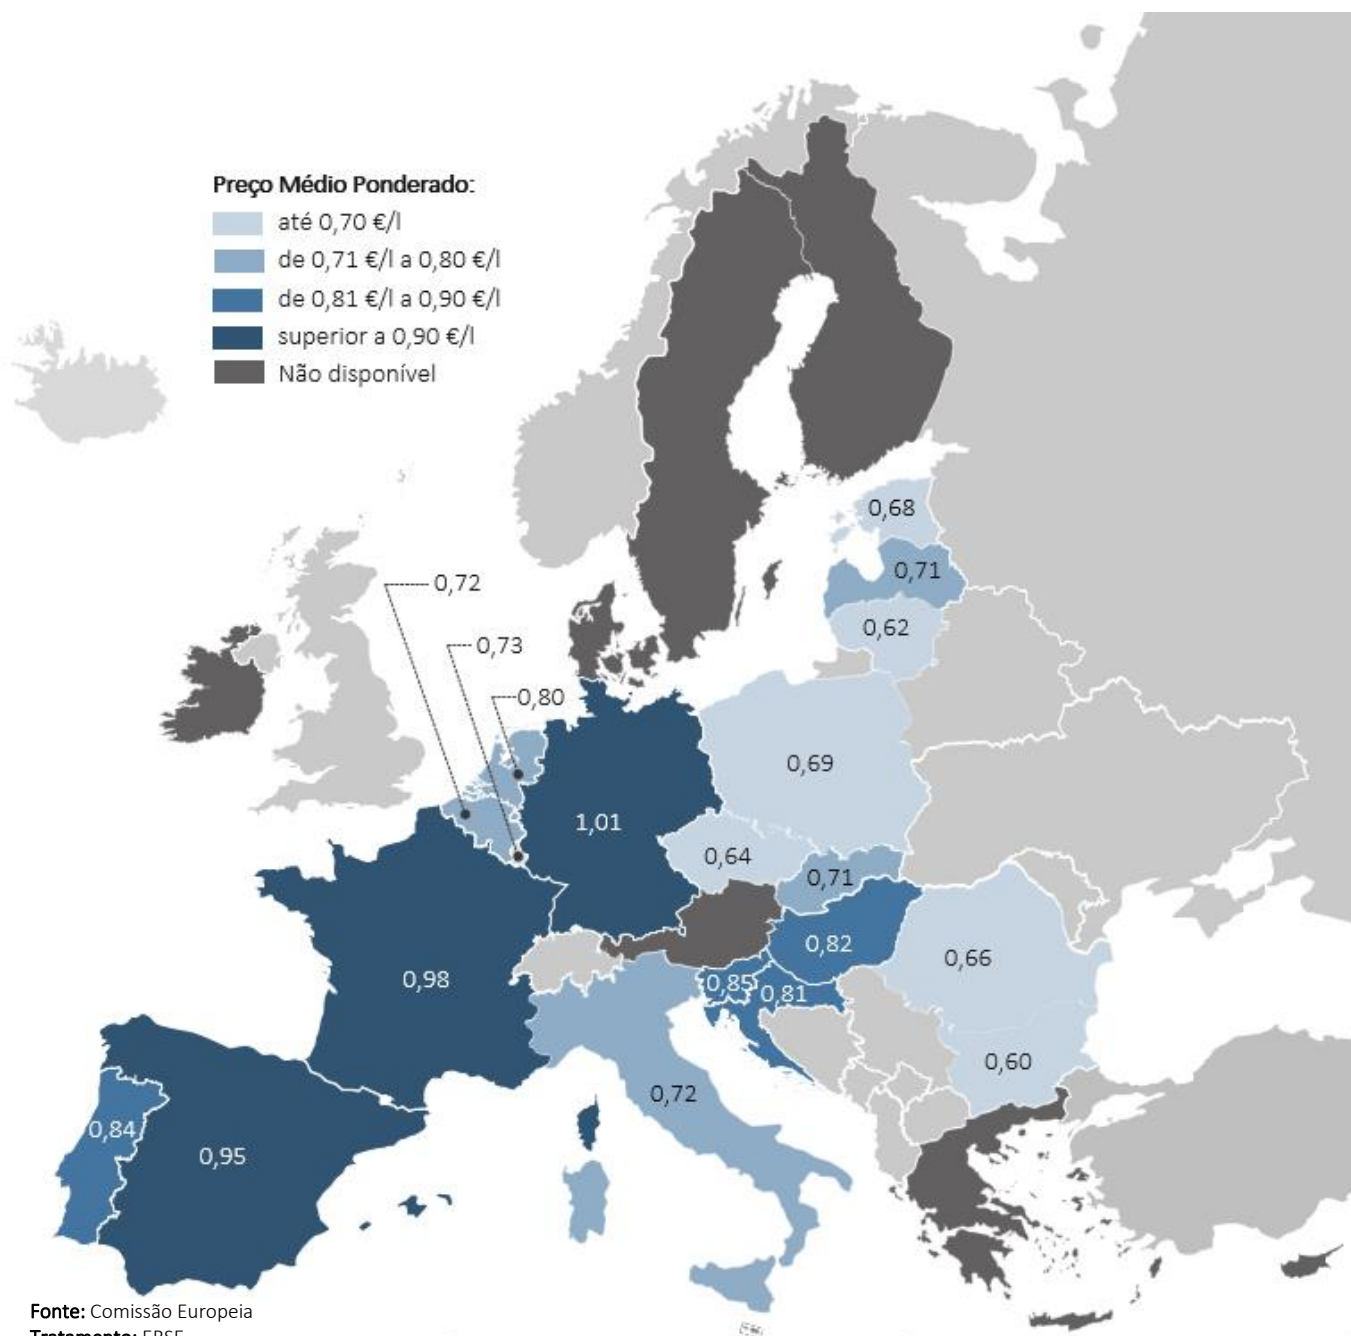 Preço Médio Ponderado:
até 0,70 €/l
de 0,71 €/l a 0,80 €/l
de 0,81 €/l a 0,90 €/l
superior a 0,90 €/l
Não disponível
0,68
0,71
0,72
0,62
0,73
0,80
0,69
1,01
0,64
0,71
0,82
0,66
0,98
0,85
0,81
0,60
0,72
0,84
0,95
Fonte: Comissão Europeia
Tratamento: ERSE